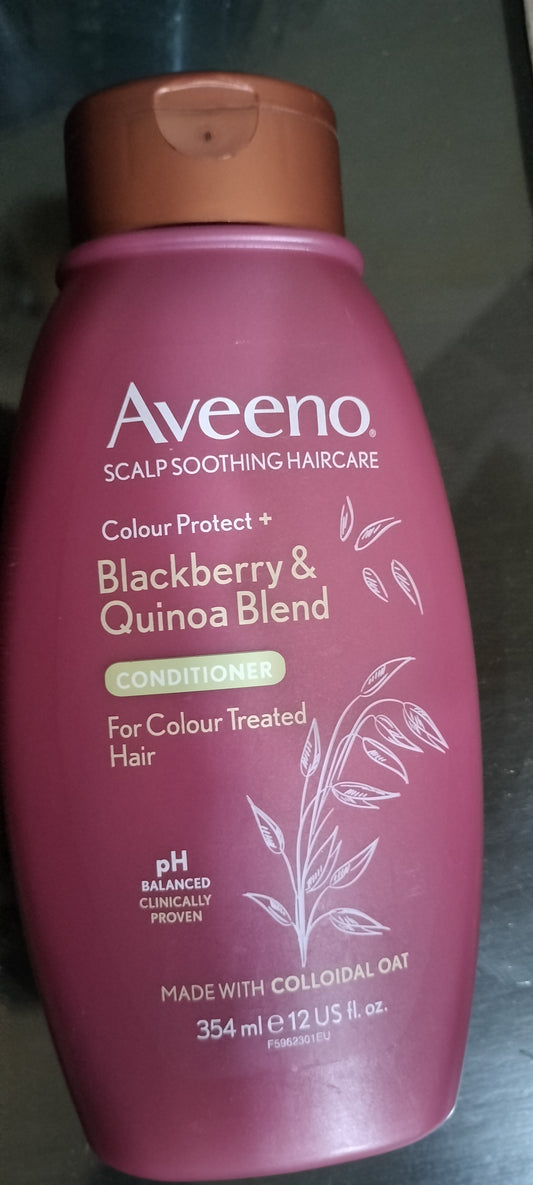 Aveeno®
SCALP SOOTHING HAIRCARE
Colour Protect +
Blackberry &
Quinoa Blend
CONDITIONER
For Colour Treated
Hair
pH
BALANCED
CLINICALLY
PROVEN
MADE WITH COLLOIDAL OAT
354 ml e 12 US fl. oz.
F5962301EU